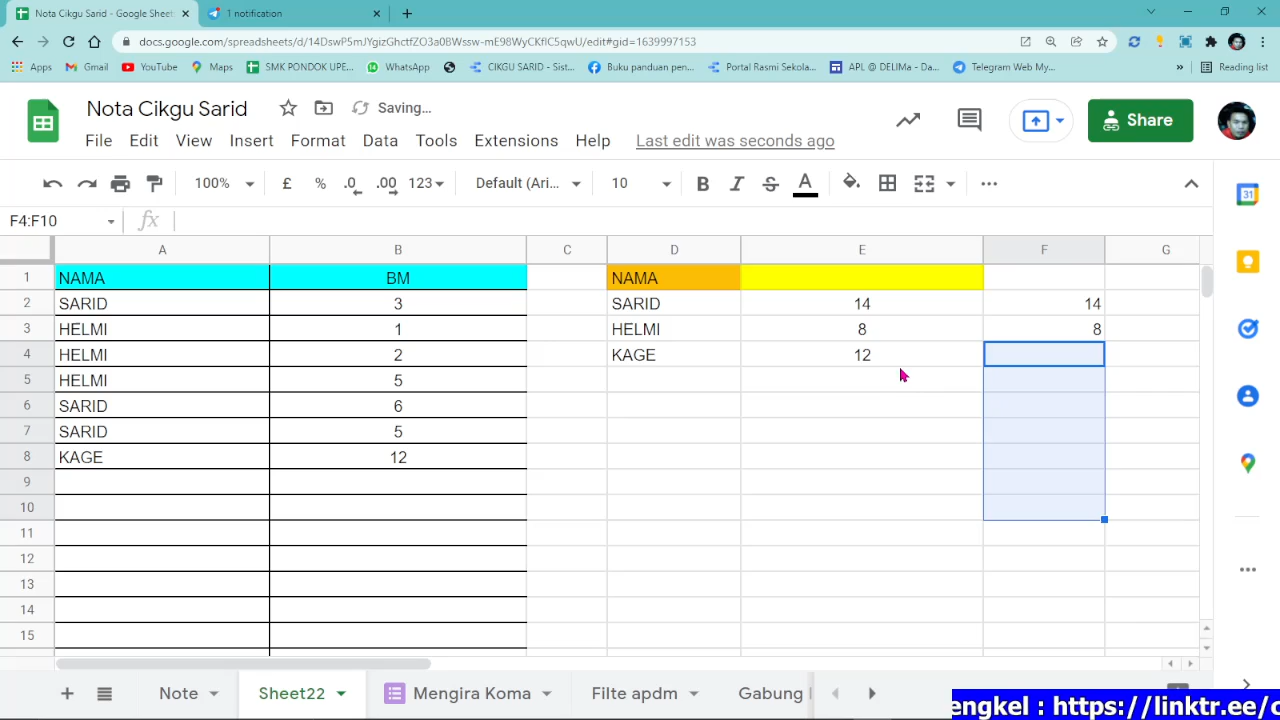 Nota Cikgu Sarid - Google Sheet
1 notification
docs.google.com/spreadsheets/d/14DswP5mJYgizGhctfZO3a0BWssw-mE98WyCKflC5qwU/edit#gid=1639997153
Apps Gmail YouTube Maps SMK PONDOK UPE... WhatsApp CIKGU SARID - Sist... Buku panduan pen... Portal Rasmi Sekola... APL @ DELIMa - Da... Telegram Web My... » Reading list
Nota Cikgu Sarid Saving...
File Edit View Insert Format Data Tools Extensions Help Last edit was seconds ago
Share
100% £ % .0 .00 123 Default (Ari... 10 B I S A
F4:F10 fx
A B C D E F G
1 NAMA BM NAMA
2 SARID 3 SARID 14 14
3 HELMI 1 HELMI 8 8
4 HELMI 2 KAGE 12
5 HELMI 5
6 SARID 6
7 SARID 5
8 KAGE 12
9
10
11
12
13
14
15
31
Note Sheet22 Mengira Koma Filte apdm Gabung
engkel : https://linktr.ee/c